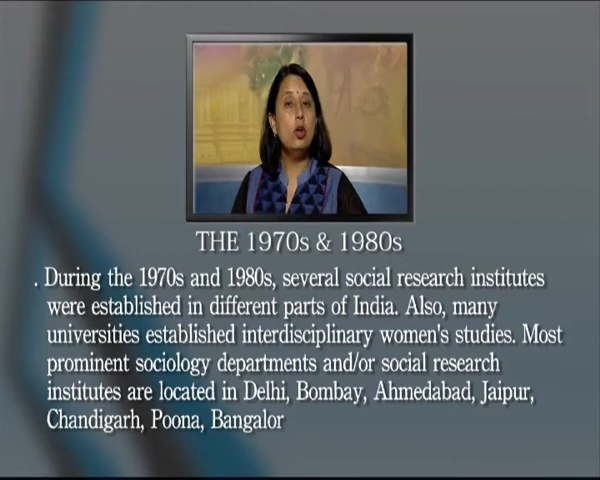 THE 1970s & 1980s
. During the 1970s and 1980s, several social research institutes
were established in different parts of India. Also, many
universities established interdisciplinary women's studies. Most
prominent sociology departments and/or social research
institutes are located in Delhi, Bombay, Ahmedabad, Jaipur,
Chandigarh, Poona, Bangalor